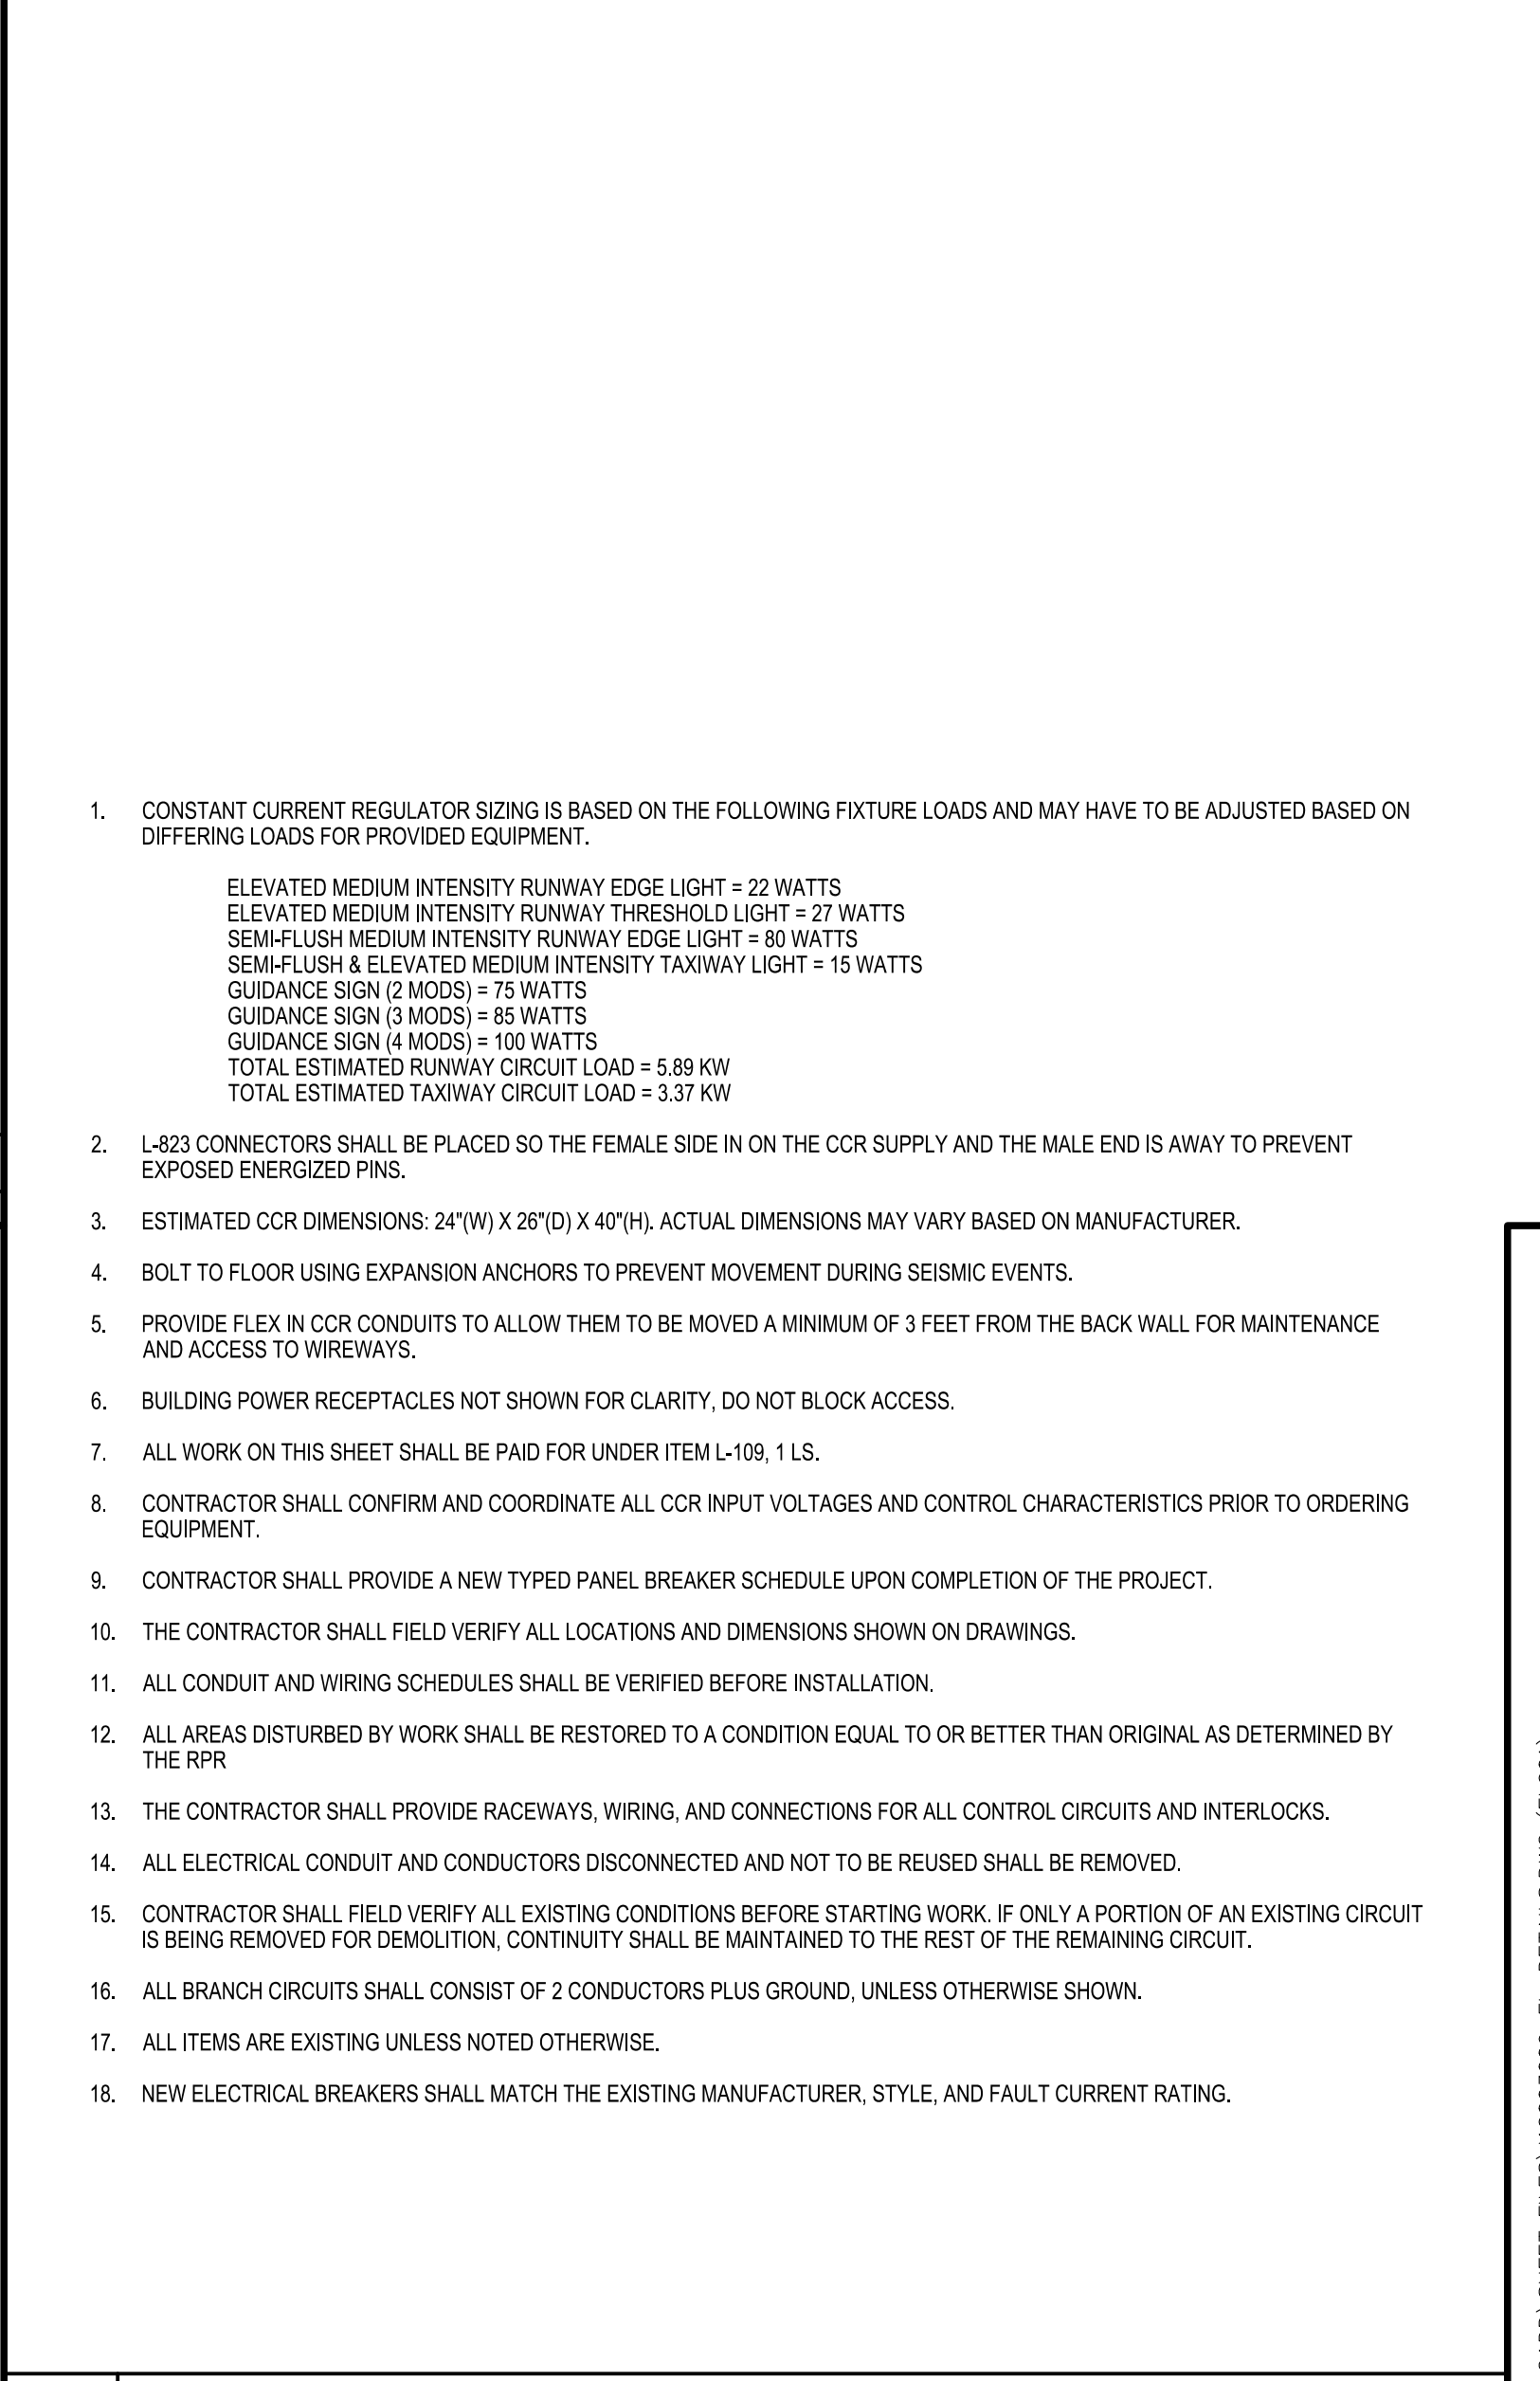 1. CONSTANT CURRENT REGULATOR SIZING IS BASED ON THE FOLLOWING FIXTURE LOADS AND MAY HAVE TO BE ADJUSTED BASED ON
DIFFERING LOADS FOR PROVIDED EQUIPMENT.
ELEVATED MEDIUM INTENSITY RUNWAY EDGE LIGHT = 22 WATTS
ELEVATED MEDIUM INTENSITY RUNWAY THRESHOLD LIGHT = 27 WATTS
SEMI-FLUSH MEDIUM INTENSITY RUNWAY EDGE LIGHT = 80 WATTS
SEMI-FLUSH & ELEVATED MEDIUM INTENSITY TAXIWAY LIGHT = 15 WATTS
GUIDANCE SIGN (2 MODS) = 75 WATTS
GUIDANCE SIGN (3 MODS) = 85 WATTS
GUIDANCE SIGN (4 MODS) = 100 WATTS
TOTAL ESTIMATED RUNWAY CIRCUIT LOAD = 5.89 KW
TOTAL ESTIMATED TAXIWAY CIRCUIT LOAD = 3.37 KW
2. L-823 CONNECTORS SHALL BE PLACED SO THE FEMALE SIDE IN ON THE CCR SUPPLY AND THE MALE END IS AWAY TO PREVENT
EXPOSED ENERGIZED PINS.
3. ESTIMATED CCR DIMENSIONS: 24"(W) X 26"(D) X 40"(H). ACTUAL DIMENSIONS MAY VARY BASED ON MANUFACTURER.
4. BOLT TO FLOOR USING EXPANSION ANCHORS TO PREVENT MOVEMENT DURING SEISMIC EVENTS.
5. PROVIDE FLEX IN CCR CONDUITS TO ALLOW THEM TO BE MOVED A MINIMUM OF 3 FEET FROM THE BACK WALL FOR MAINTENANCE
AND ACCESS TO WIREWAYS.
6. BUILDING POWER RECEPTACLES NOT SHOWN FOR CLARITY, DO NOT BLOCK ACCESS.
7. ALL WORK ON THIS SHEET SHALL BE PAID FOR UNDER ITEM L-109, 1 LS.
8. CONTRACTOR SHALL CONFIRM AND COORDINATE ALL CCR INPUT VOLTAGES AND CONTROL CHARACTERISTICS PRIOR TO ORDERING
EQUIPMENT.
9. CONTRACTOR SHALL PROVIDE A NEW TYPED PANEL BREAKER SCHEDULE UPON COMPLETION OF THE PROJECT.
10. THE CONTRACTOR SHALL FIELD VERIFY ALL LOCATIONS AND DIMENSIONS SHOWN ON DRAWINGS.
11. ALL CONDUIT AND WIRING SCHEDULES SHALL BE VERIFIED BEFORE INSTALLATION.
12. ALL AREAS DISTURBED BY WORK SHALL BE RESTORED TO A CONDITION EQUAL TO OR BETTER THAN ORIGINAL AS DETERMINED BY
THE RPR
13. THE CONTRACTOR SHALL PROVIDE RACEWAYS, WIRING, AND CONNECTIONS FOR ALL CONTROL CIRCUITS AND INTERLOCKS.
14. ALL ELECTRICAL CONDUIT AND CONDUCTORS DISCONNECTED AND NOT TO BE REUSED SHALL BE REMOVED.
15. CONTRACTOR SHALL FIELD VERIFY ALL EXISTING CONDITIONS BEFORE STARTING WORK. IF ONLY A PORTION OF AN EXISTING CIRCUIT
IS BEING REMOVED FOR DEMOLITION, CONTINUITY SHALL BE MAINTAINED TO THE REST OF THE REMAINING CIRCUIT.
16. ALL BRANCH CIRCUITS SHALL CONSIST OF 2 CONDUCTORS PLUS GROUND, UNLESS OTHERWISE SHOWN.
17. ALL ITEMS ARE EXISTING UNLESS NOTED OTHERWISE.
18. NEW ELECTRICAL BREAKERS SHALL MATCH THE EXISTING MANUFACTURER, STYLE, AND FAULT CURRENT RATING.